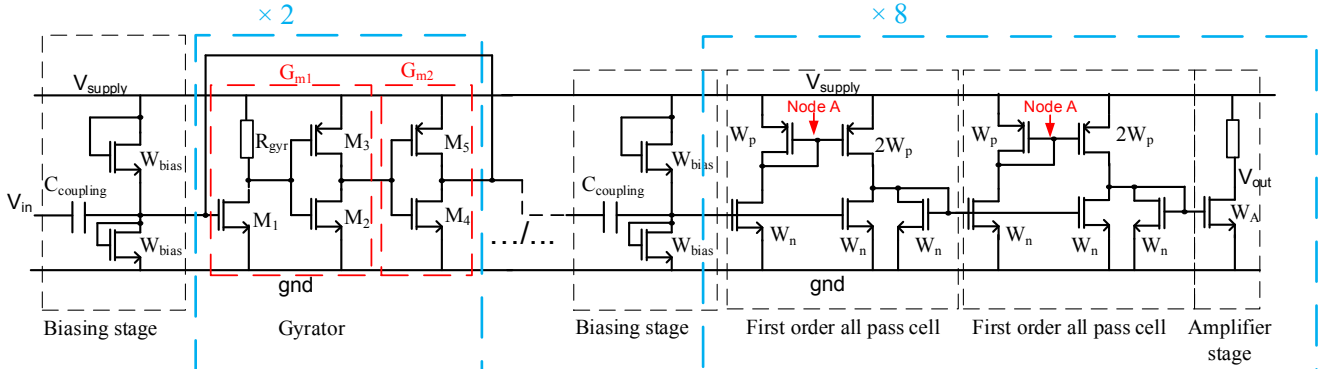 × 2
× 8
G_m1
G_m2
V_supply
V_supply
Node A
Node A
W_p
2W_p
W_p
2W_p
R_gyr
M_3
M_5
W_bias
W_bias
C_coupling
C_coupling
V_in
V_out
M_1
M_2
M_4
W_A
W_bias
W_bias
W_n
W_n
W_n
W_n
W_n
W_n
gnd
gnd
Biasing stage
Gyrator
Biasing stage
First order all pass cell
First order all pass cell
Amplifier
stage